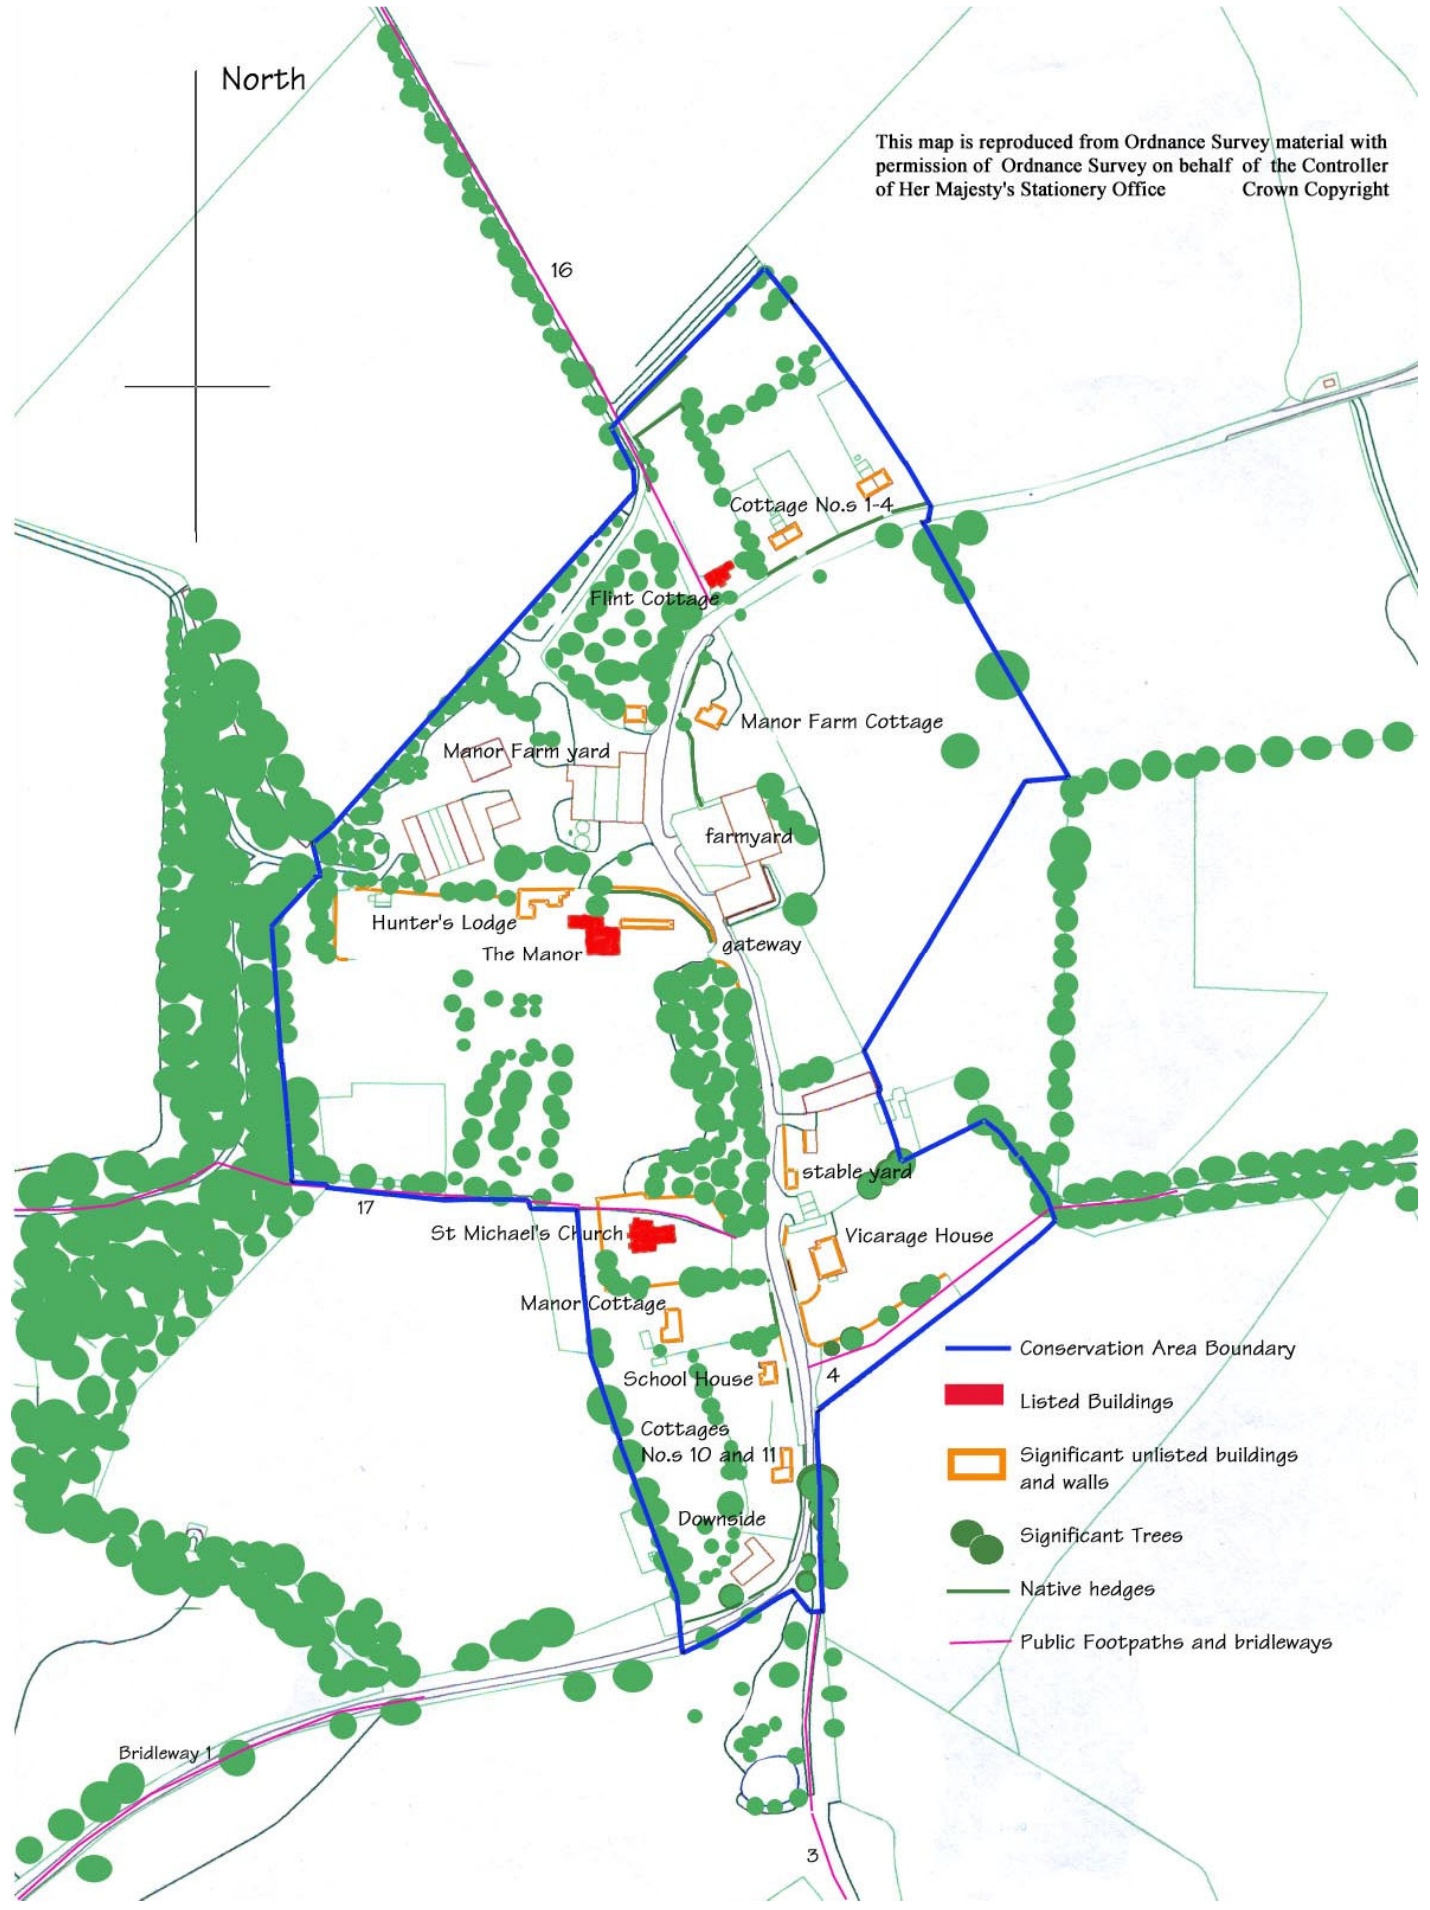 North
This map is reproduced from Ordnance Survey material with
permission of Ordnance Survey on behalf of the Controller
of Her Majesty's Stationery Office Crown Copyright
16
Cottage No.s 1-4
Flint Cottage
Manor Farm Cottage
Manor Farm yard
farmyard
Hunter's Lodge
gateway
The Manor
stable yard
17
St Michael's Church
Vicarage House
Manor Cottage
Conservation Area Boundary
School House
4
Listed Buildings
Cottages
No.s 10 and 11
Significant unlisted buildings
and walls
Downside
Significant Trees
Native hedges
Public Footpaths and bridleways
Bridleway 1
3